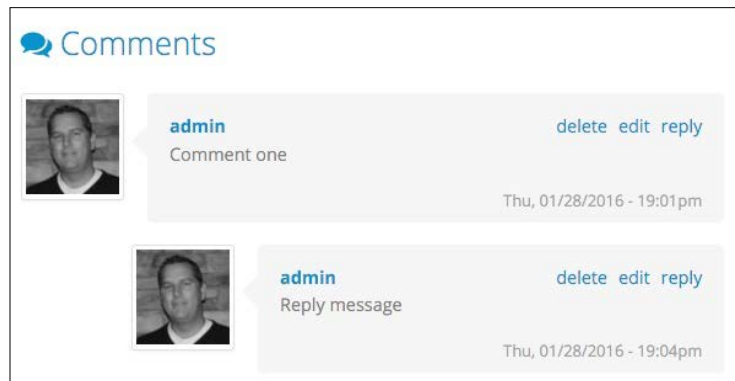 Comments
admin delete edit reply
Comment one
Thu, 01/28/2016 - 19:01pm
admin delete edit reply
Reply message
Thu, 01/28/2016 - 19:04pm